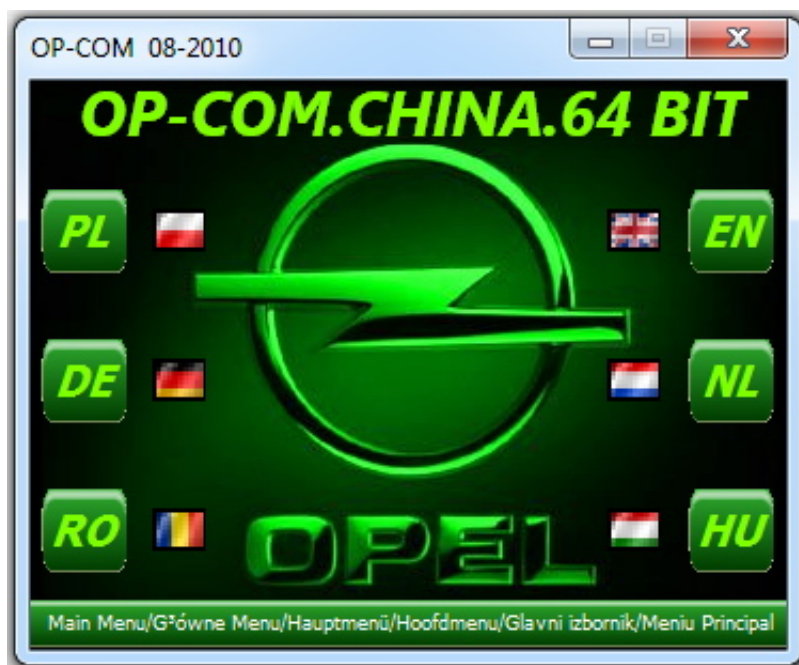 OP-COM 08-2010
OP-COM.CHINA.64 BIT
PL EN
DE NL
RO HU
OPEL
Main Menu/G³ówne Menu/Hauptmenü/Hoofdmenu/Glavni izbornik/Meniu Principal